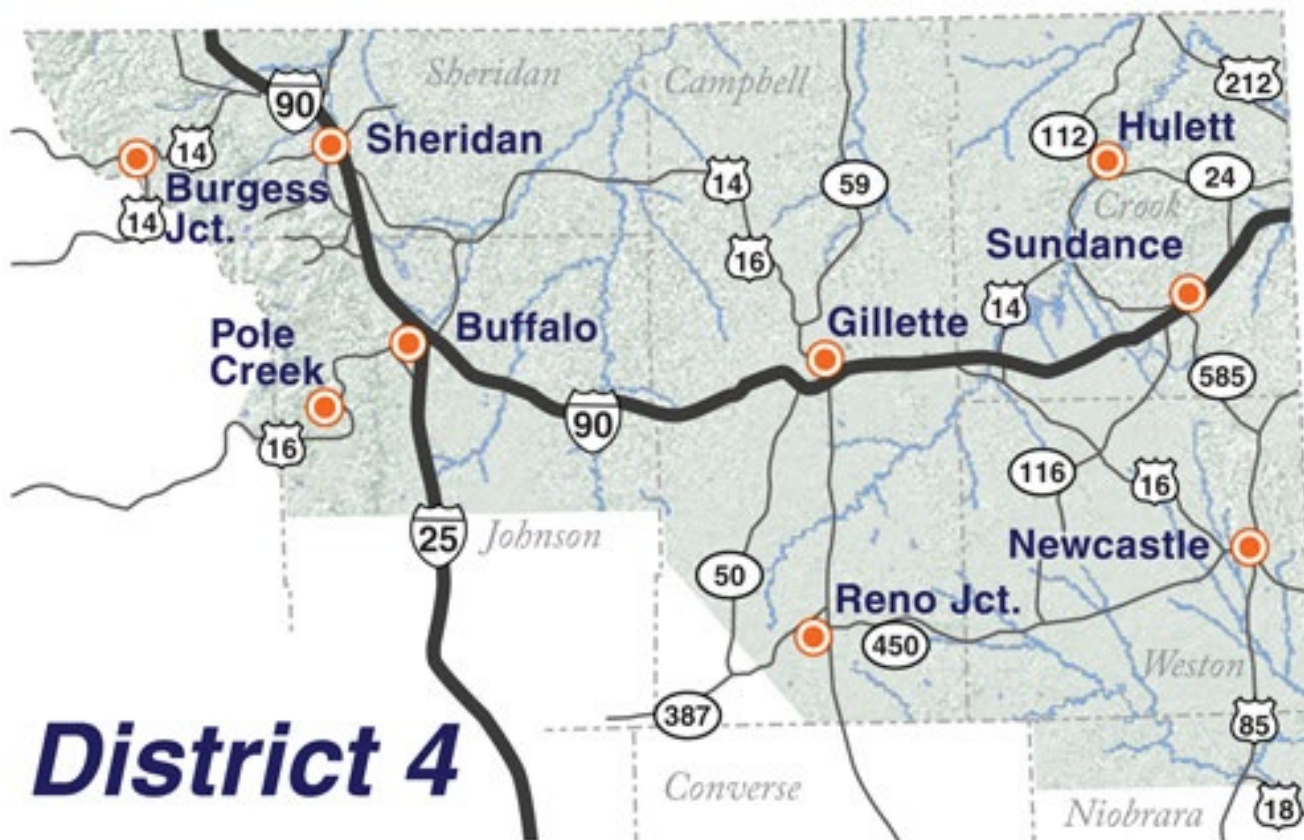 Sheridan
Campbell
212
90
112
Hulett
Sheridan
14
Burgess
Jct.
14
14
59
24
Crook
16
Sundance
14
Pole
Creek
Buffalo
Gillette
585
90
16
116
16
25
Johnson
Newcastle
50
Reno Jct.
450
Weston
387
85
District 4
Converse
Niobrara
18